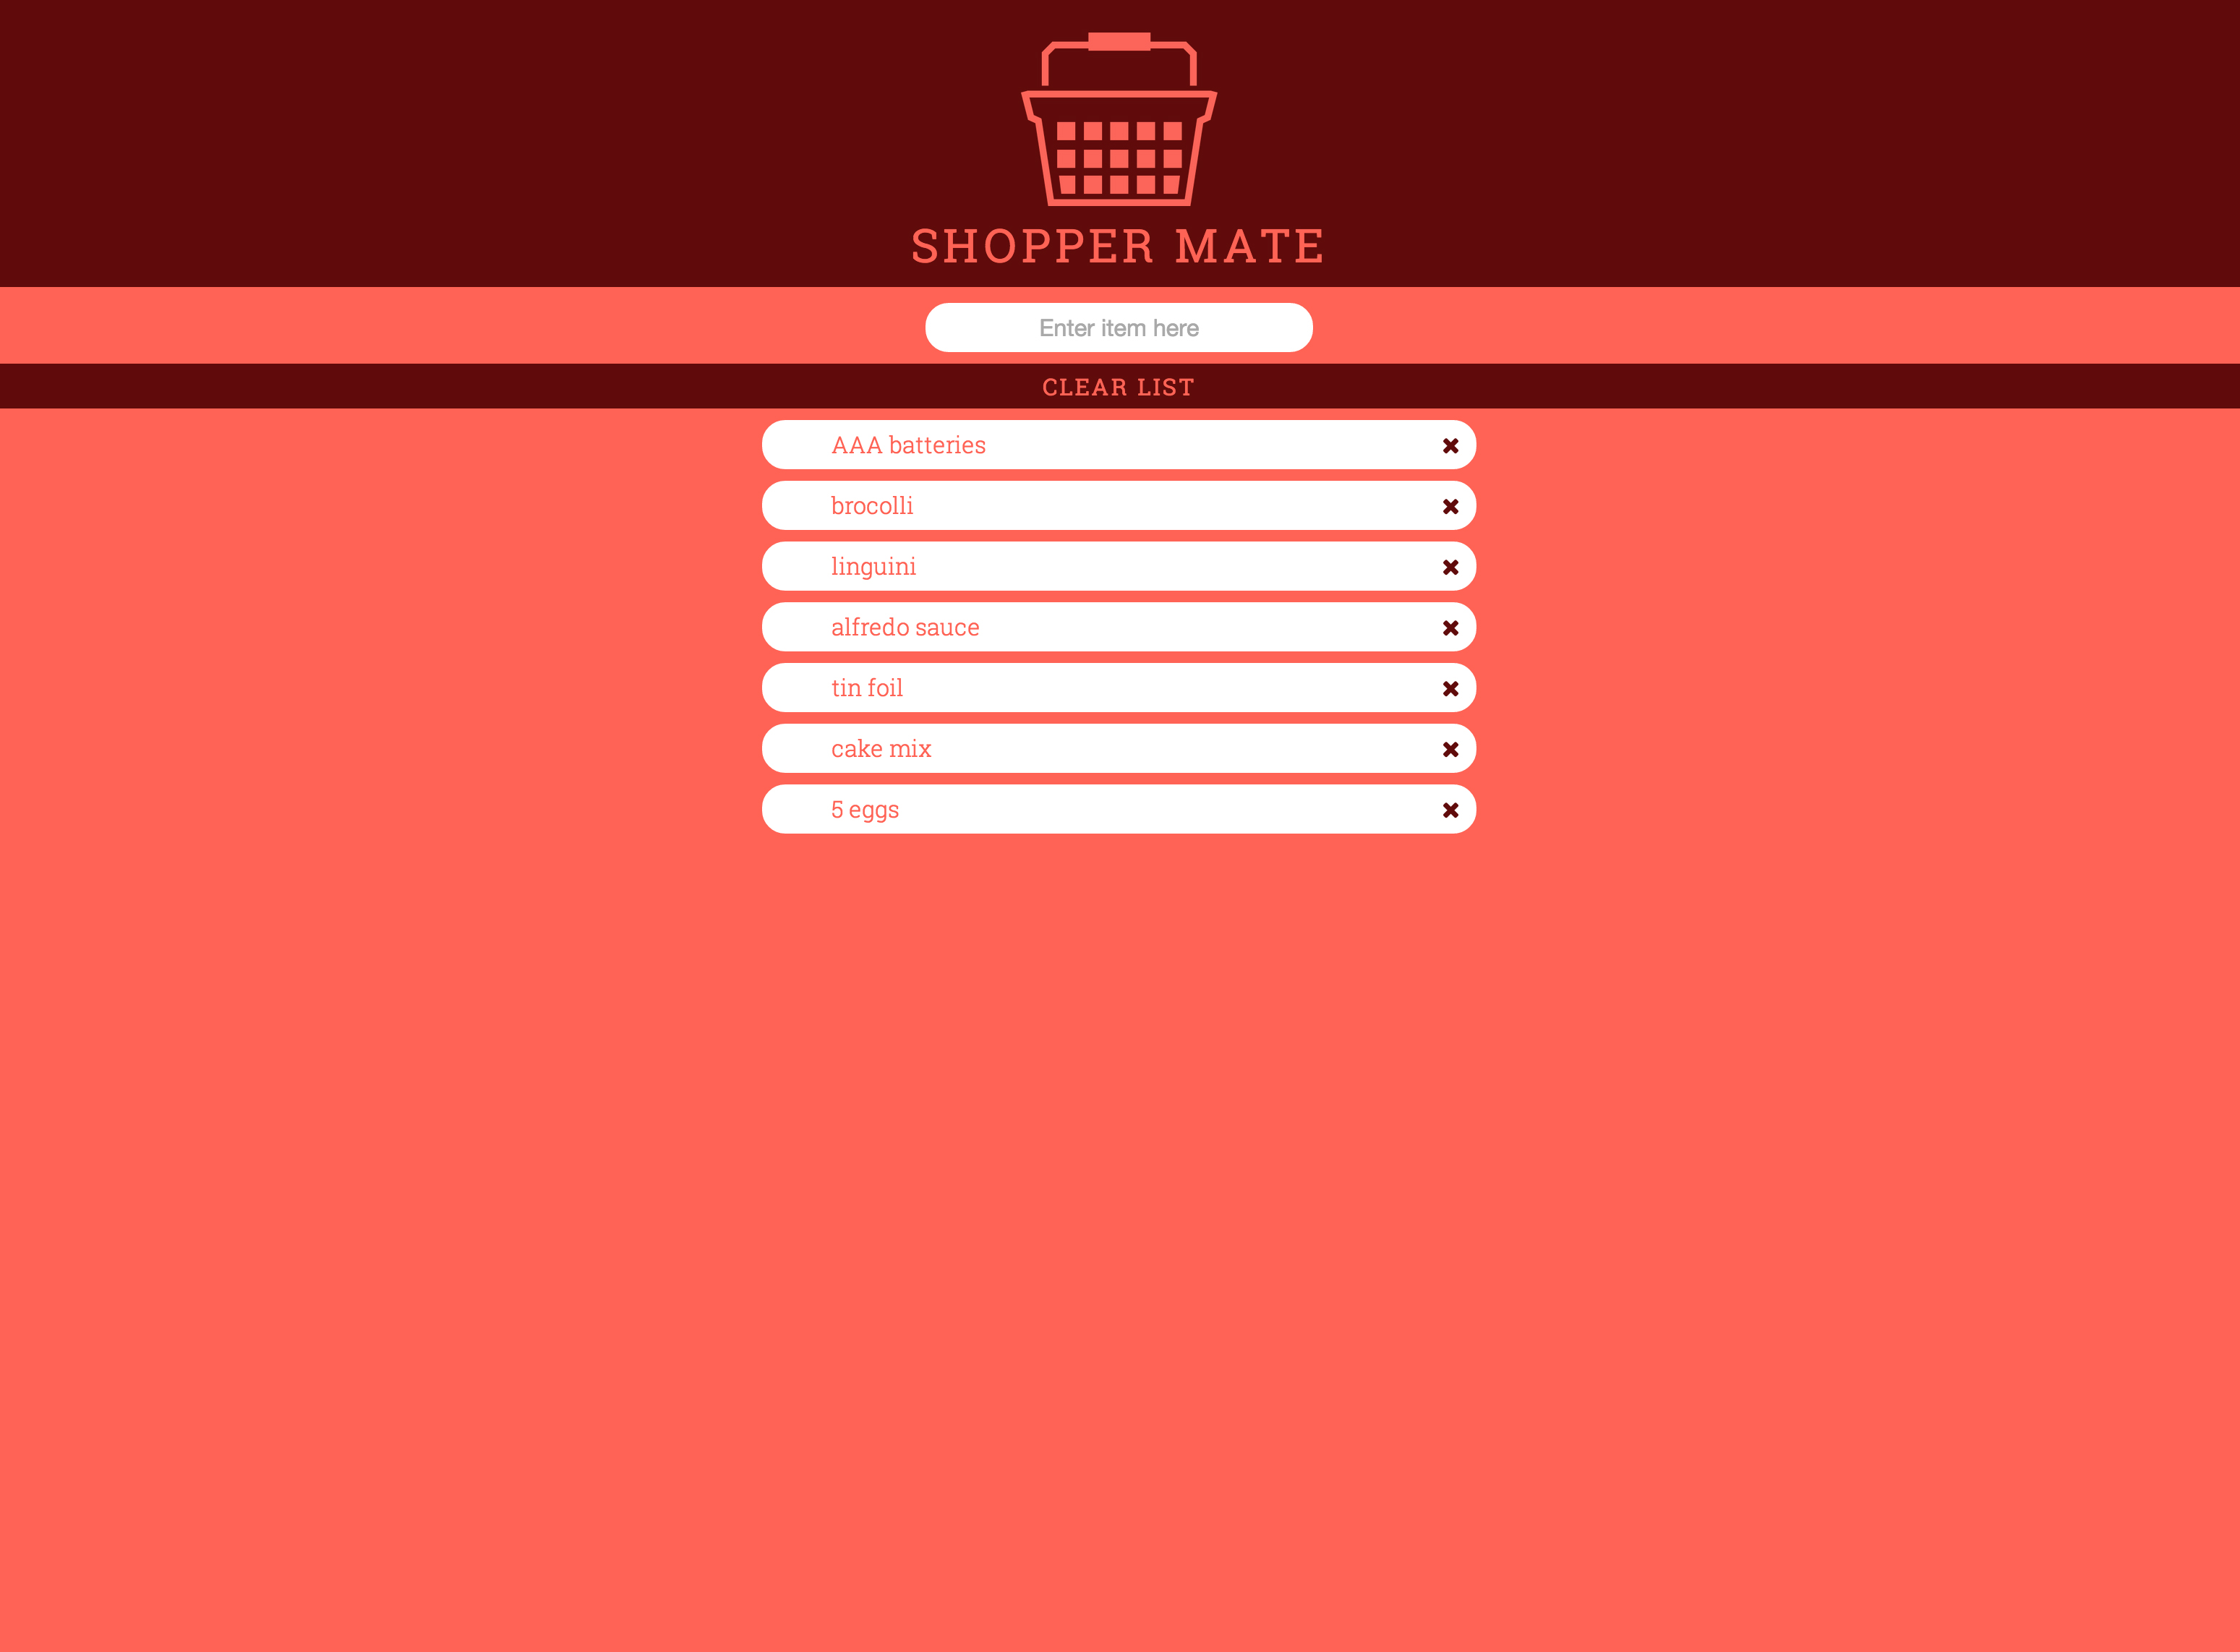 SHOPPER MATE
Enter item here
CLEAR LIST
AAA batteries
brocolli
linguini
alfredo sauce
tin foil
cake mix
5 eggs